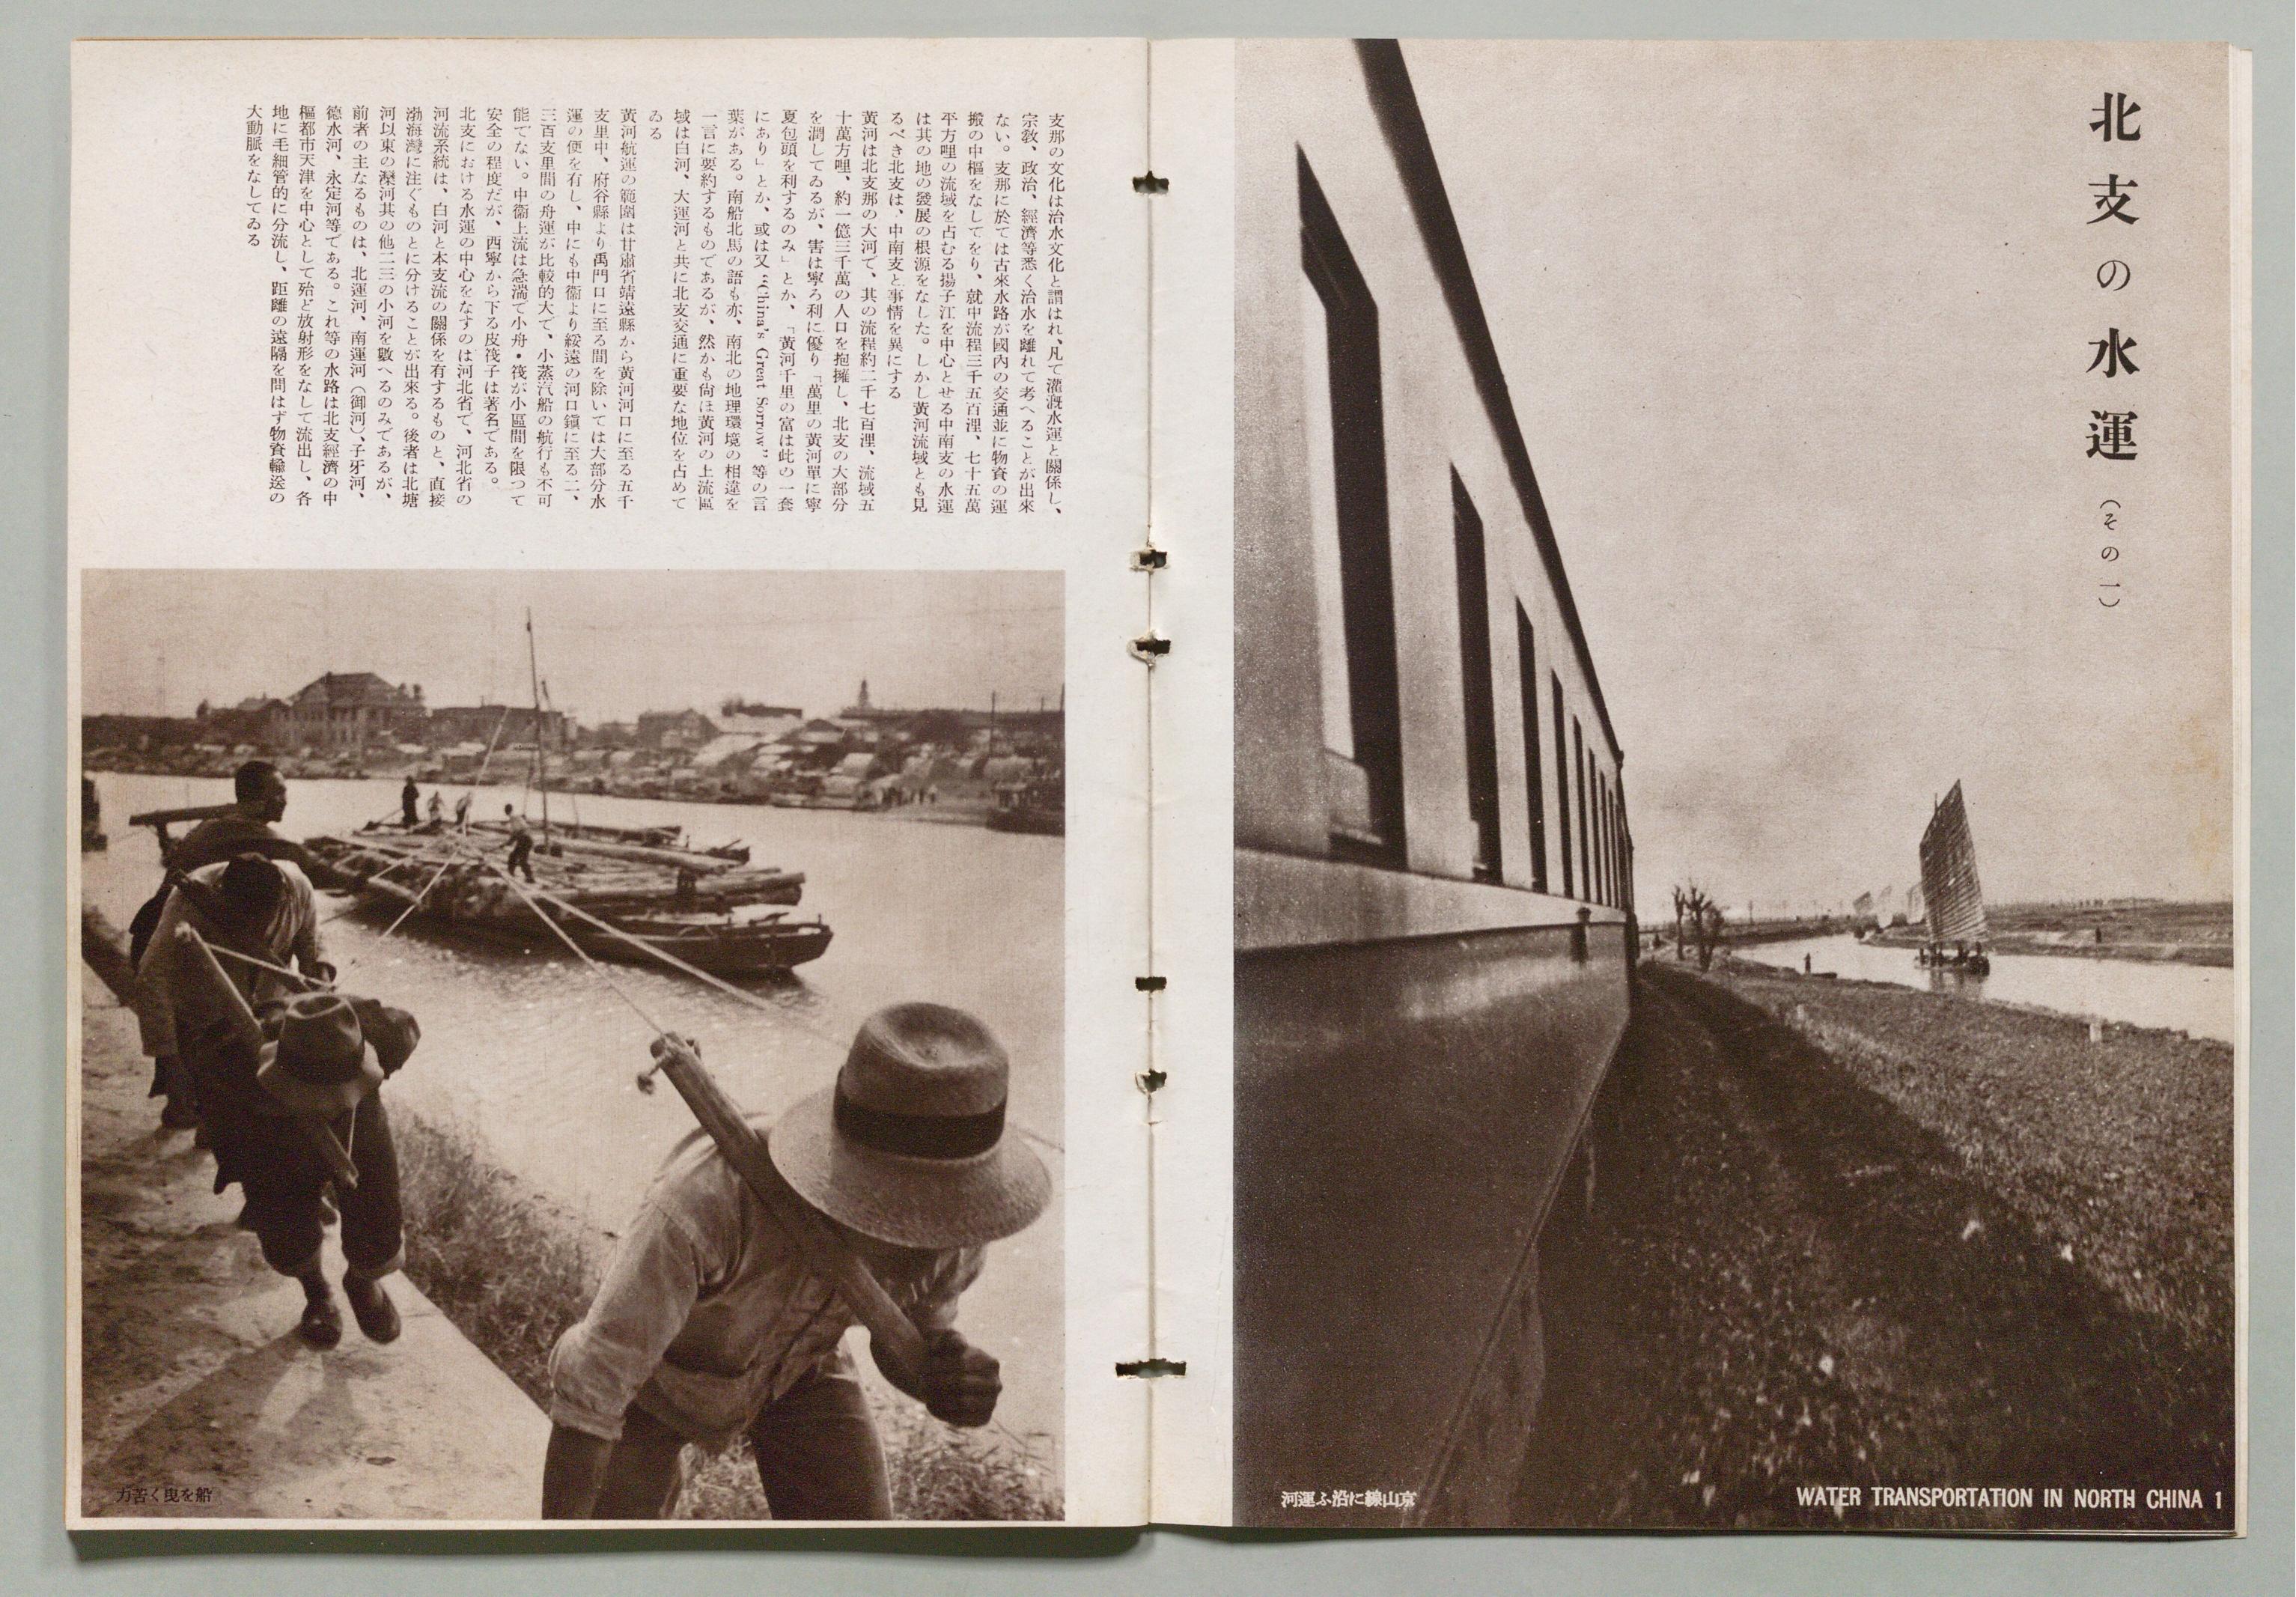 北支の水運(その一)
河運ふ沿に線山京
WATER TRANSPORTATION IN NORTH CHINA 1
支那の文化は治水文化と謂はれ、凡て灌漑水運と關係し、
宗教、政治、經濟等悉く治水を離れて考へることが出來
ない。支那に於ては古來水路が國內の交通並に物資の運
搬の中樞をなしてをり、就中流程三千五百浬、七十五萬
平方哩の流域を占むる揚子江を中心とせる中南支の水運
は其の地の發展の根源をなした。しかし黃河流域とも見
るべき北支は、中南支と事情を異にする
黃河は北支那の大河で、其の流程約二千七百浬、流域五
十萬方哩、約一億三千萬の人口を抱擁し、北支の大部分
を潤してゐるが、害は寧ろ利に優り「萬里の黃河單に寧
夏包頭を利するのみ」とか、「黃河千里の富は此の一套
にあり」とか、或は又“China's Great Sorrow”等の言
葉がある。南船北馬の語も亦、南北の地理環境の相違を
一言に要約するものであるが、然かも尙ほ黃河の上流區
域は白河、大運河と共に北支交通に重要な地位を占めて
ゐる
黃河航運の範圍は甘肅省靖遠縣から黃河河口に至る五千
支里中、府谷縣より禹門口に至る間を除いては大部分水
運の便を有し、中にも中衞より綏遠の河口鎭に至る二、
三百支里間の舟運が比較的大で、小蒸汽船の航行も不可
能でない。中衞上流は急湍で小舟・筏が小區間を限つて
安全の程度だが、西寧から下る皮筏子は著名である。
北支における水運の中心をなすのは河北省で、河北省の
河流系統は、白河と本支流の關係を有するものと、直接
渤海灣に注ぐものとに分けることが出來る。後者は北塘
河以東の灤河其の他二三の小河を數へるのみであるが、
前者の主なるものは、北運河、南運河(御河)、子牙河、
德水河、永定河等である。これ等の水路は北支經濟の中
樞都市天津を中心として殆ど放射形をなして流出し、各
地に毛細管的に分流し、距離の遠隔を問はず物資輸送の
大動脈をなしてゐる
力苦く曳を船